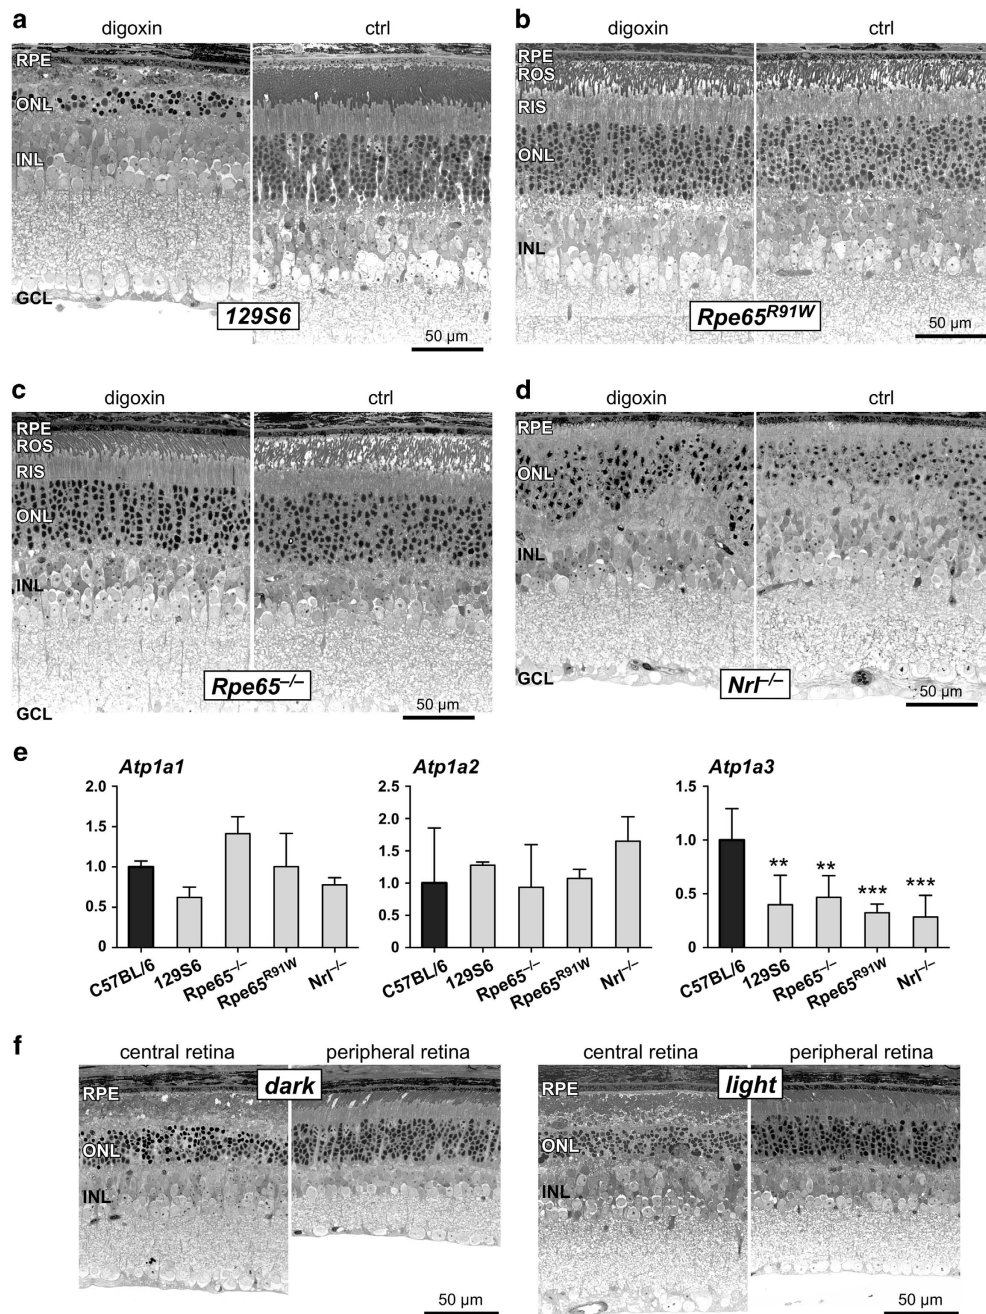 a
digoxin
ctrl
RPE
ONL
INL
GCL
129S6
50 µm
b
digoxin
ctrl
RPE
ROS
RIS
ONL
INL
Rpe65R91W
50 µm
c
digoxin
ctrl
RPE
ROS
RIS
ONL
INL
GCL
Rpe65–/–
50 µm
d
digoxin
ctrl
RPE
ONL
INL
GCL
Nrl–/–
50 µm
e
Atp1a1
2.0
1.5
1.0
0.5
0
C57BL/6
129S6
Rpe65–/–
Rpe65R91W
Nrl–/–
Atp1a2
2.5
2.0
1.5
1.0
0.5
0
C57BL/6
129S6
Rpe65–/–
Rpe65R91W
Nrl–/–
Atp1a3
1.5
1.0
0.5
0
** ** *** ***
C57BL/6
129S6
Rpe65–/–
Rpe65R91W
Nrl–/–
f
central retina
peripheral retina
dark
RPE
ONL
INL
50 µm
central retina
peripheral retina
light
RPE
ONL
INL
50 µm